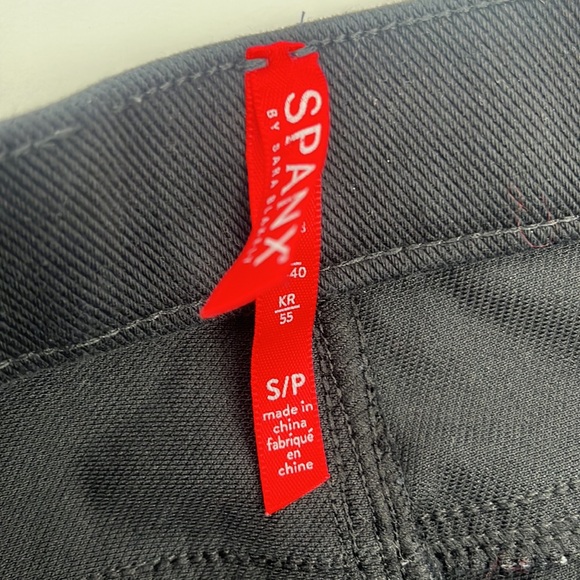 SPANX
BY SARA
40
KR
55
S/P
made in
china
fabriqué
en
chine